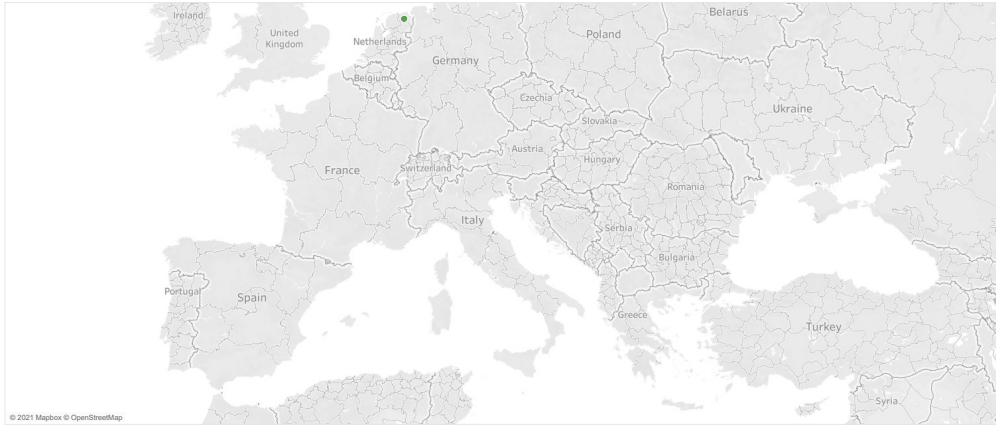 Ireland
United
Kingdom
Netherlands
Belgium
Germany
Poland
Belarus
Czechia
Slovakia
Ukraine
Austria
Hungary
France
Switzerland
Romania
Italy
Serbia
Bulgaria
Portugal
Spain
Greece
Turkey
Syria
© 2021 Mapbox © OpenStreetMap